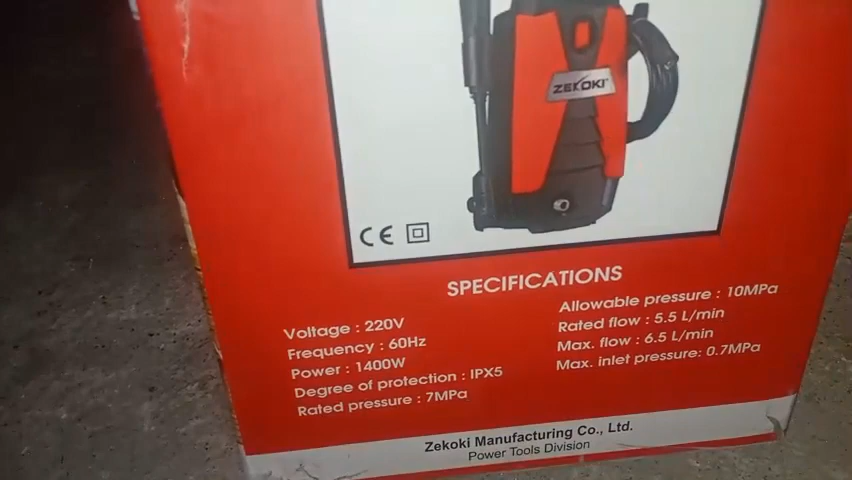 ZEKOKI
CE
SPECIFICATIONS
Voltage : 220V
Frequency : 60Hz
Power : 1400W
Degree of protection : IPX5
Rated pressure : 7MPa
Allowable pressure : 10MPa
Rated flow : 5.5 L/min
Max. flow : 6.5 L/min
Max. inlet pressure: 0.7MPa
Zekoki Manufacturing Co., Ltd.
Power Tools Division